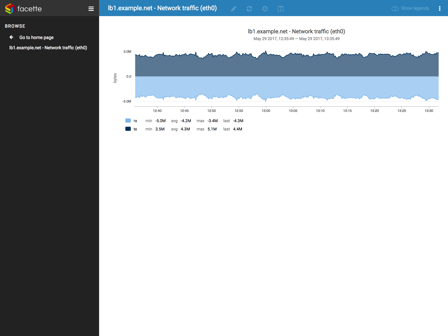 facette
lb1.example.net - Network traffic (eth0)
Show legends
BROWSE
Go to home page
lb1.example.net - Network traffic (eth0)
lb1.example.net - Network traffic (eth0)
May 29 2017, 12:35:49 — May 29 2017, 13:35:49
bytes
0.0
12:40 12:45 12:50 12:55 13:00 13:05 13:10 13:15 13:20 13:25 13:30
rx min -5.0M avg -4.2M max -3.4M last -4.3M
tx min 3.5M avg 4.3M max 5.1M last 4.4M